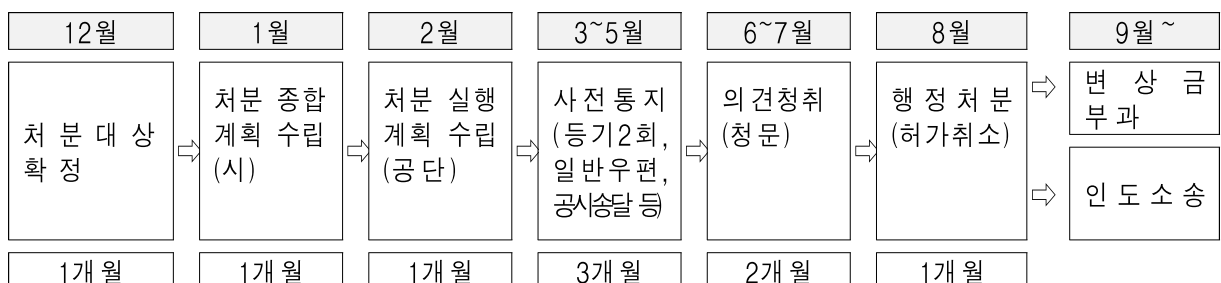 12월
1월
2월
3~5월
6~7월
8월
9월~
처 분 대 상
확 정
처분 종합
계획 수립
(시)
처분 실행
계획 수립
(공단)
사전통지
(등기2회,
일반우편,
공시송달 등)
의견청취
(청문)
행정처분
(허가취소)
변 상 금
부과
인 도 소 송
1개월
1개월
1개월
3개월
2개월
1개월